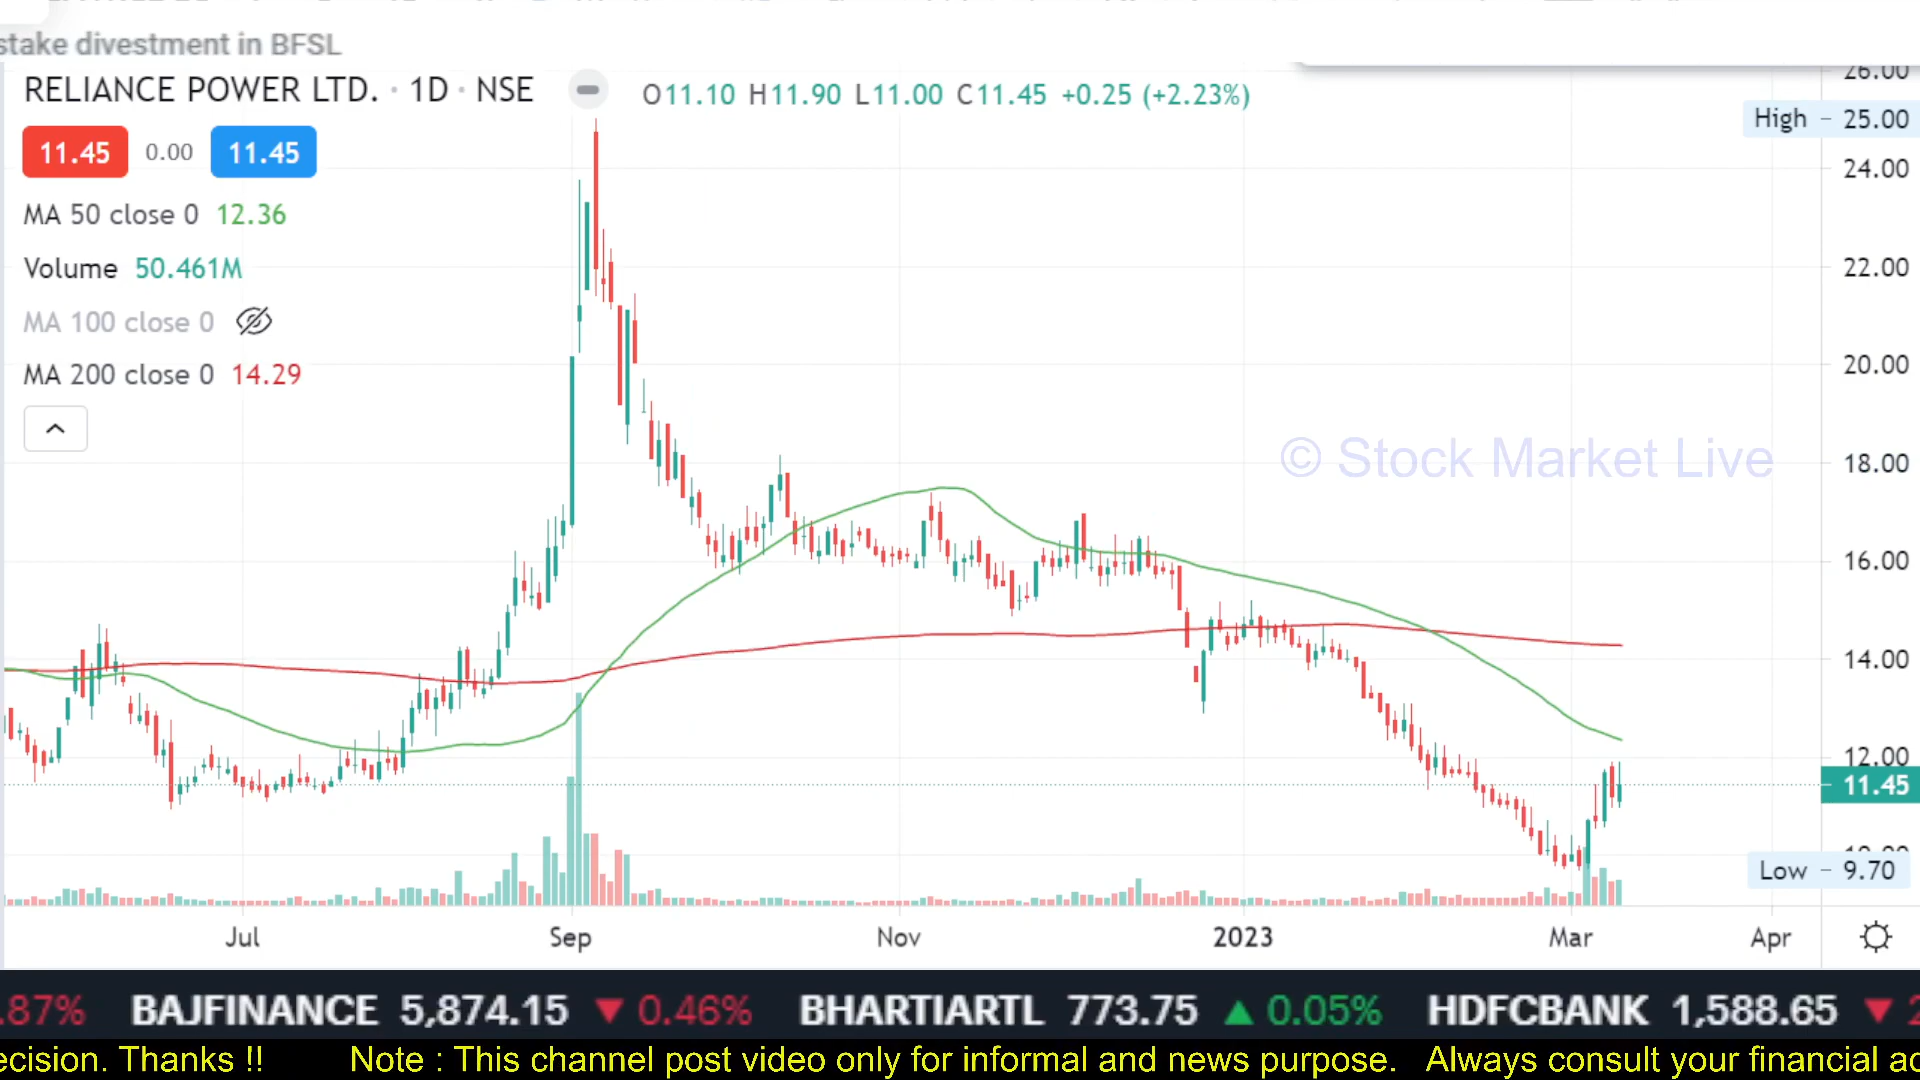 stake divestment in BFSL
RELIANCE POWER LTD. · 1D · NSE
O11.10 H11.90 L11.00 C11.45 +0.25 (+2.23%)
11.45 0.00 11.45
MA 50 close 0 12.36
Volume 50.461M
MA 100 close 0
MA 200 close 0 14.29
26.00
High - 25.00
24.00
22.00
20.00
18.00
16.00
14.00
12.00
11.45
10.00
Low - 9.70
© Stock Market Live
Jul Sep Nov 2023 Mar Apr
.87% BAJFINANCE 5,874.15 ▼ 0.46% BHARTIARTL 773.75 ▲ 0.05% HDFCBANK 1,588.65 ▼ 2
ecision. Thanks !! Note : This channel post video only for informal and news purpose. Always consult your financial ad